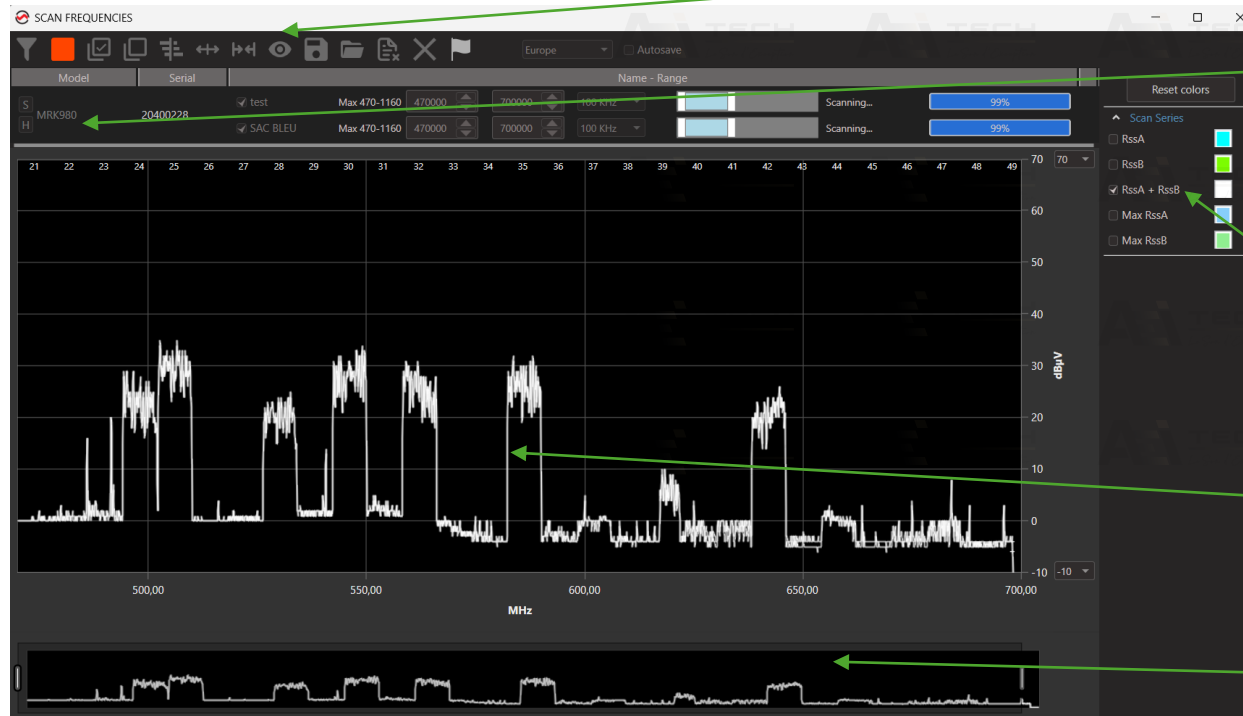 SCAN FREQUENCIES
Europe
Autosave
Model Serial Name - Range
S
H
MRK980
20400228
test Max 470-1160 470000 700000 100 KHz Scanning... 99%
SAC BLEU Max 470-1160 470000 700000 100 KHz Scanning... 99%
Reset colors
Scan Series
RssA
RssB
RssA + RssB
Max RssA
Max RssB
21 22 23 24 25 26 27 28 29 30 31 32 33 34 35 36 37 38 39 40 41 42 43 44 45 46 47 48 49
70 70
60
50
40
30
20
10
0
-10 -10
dBµV
500,00 550,00 600,00 650,00 700,00
MHz